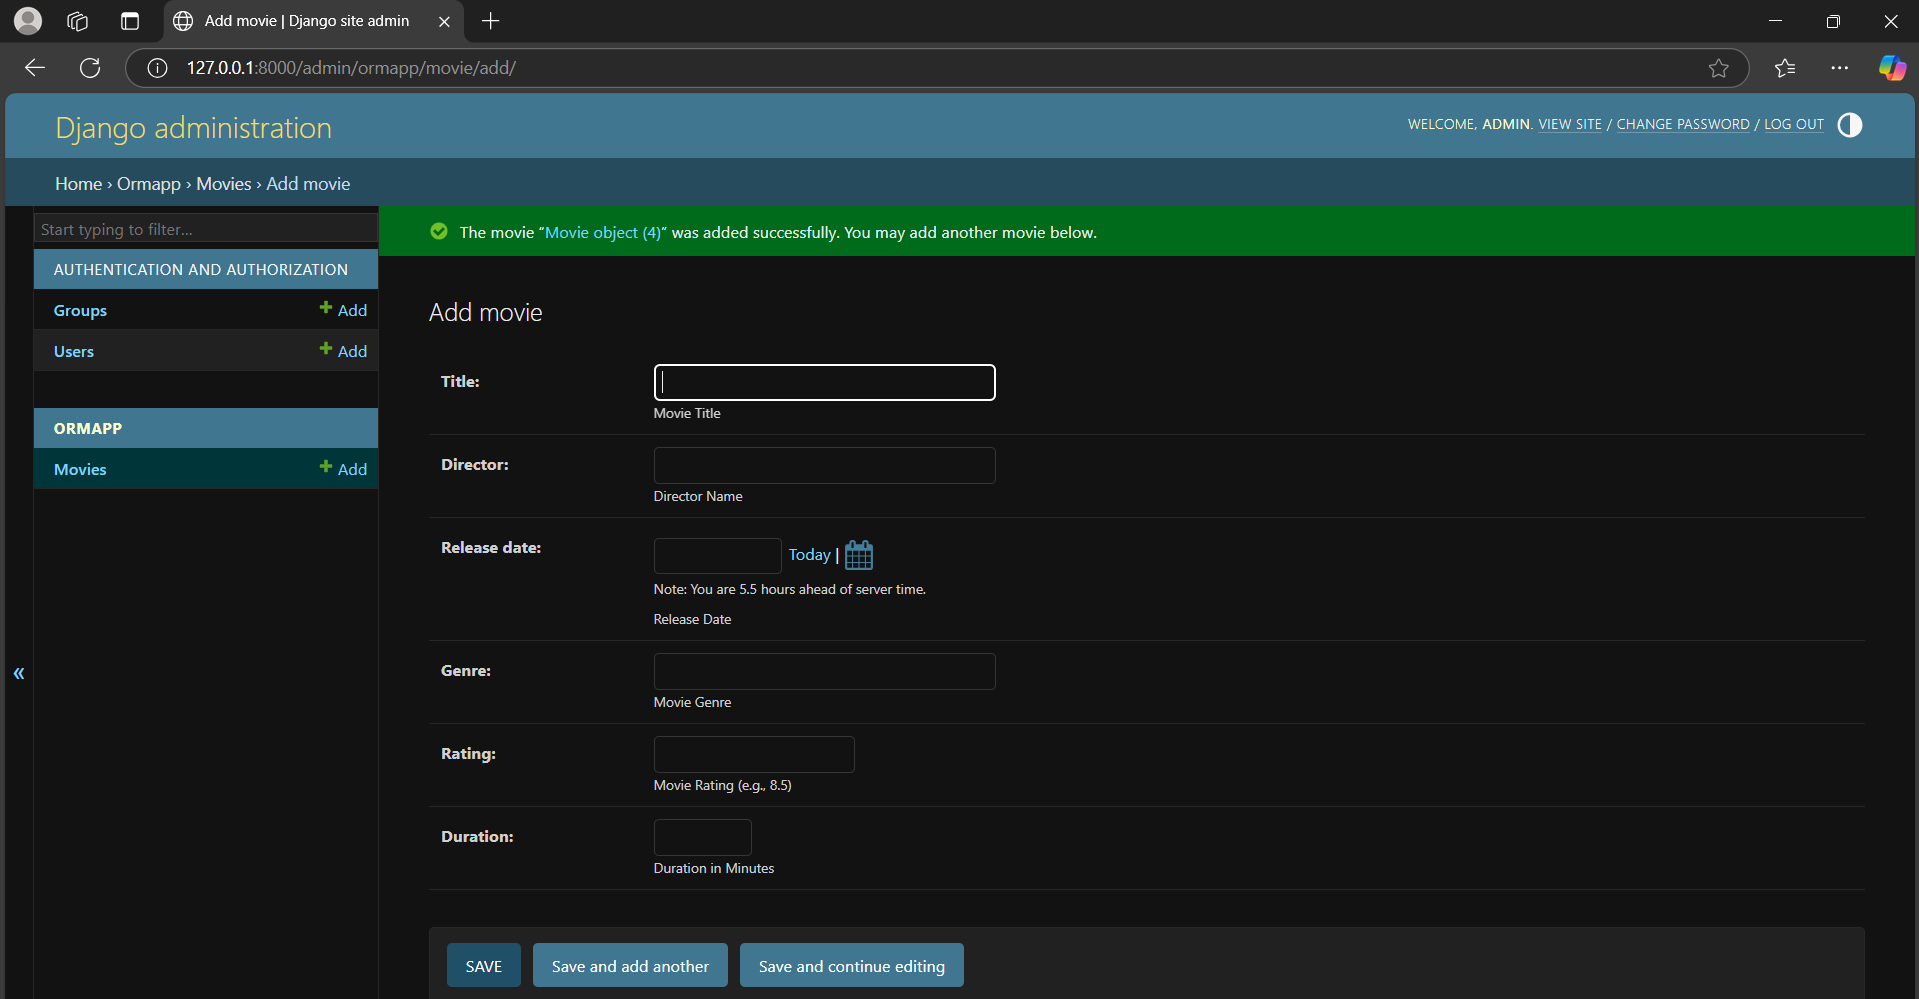 Add movie | Django site admin
127.0.0.1:8000/admin/ormapp/movie/add/
Django administration
WELCOME, ADMIN. VIEW SITE / CHANGE PASSWORD / LOG OUT
Home › Ormapp › Movies › Add movie
Start typing to filter...
AUTHENTICATION AND AUTHORIZATION
Groups
Add
Users
Add
ORMAPP
Movies
Add
«
The movie “Movie object (4)” was added successfully. You may add another movie below.
Add movie
Title:
Movie Title
Director:
Director Name
Release date:
Today |
Note: You are 5.5 hours ahead of server time.
Release Date
Genre:
Movie Genre
Rating:
Movie Rating (e.g., 8.5)
Duration:
Duration in Minutes
SAVE
Save and add another
Save and continue editing